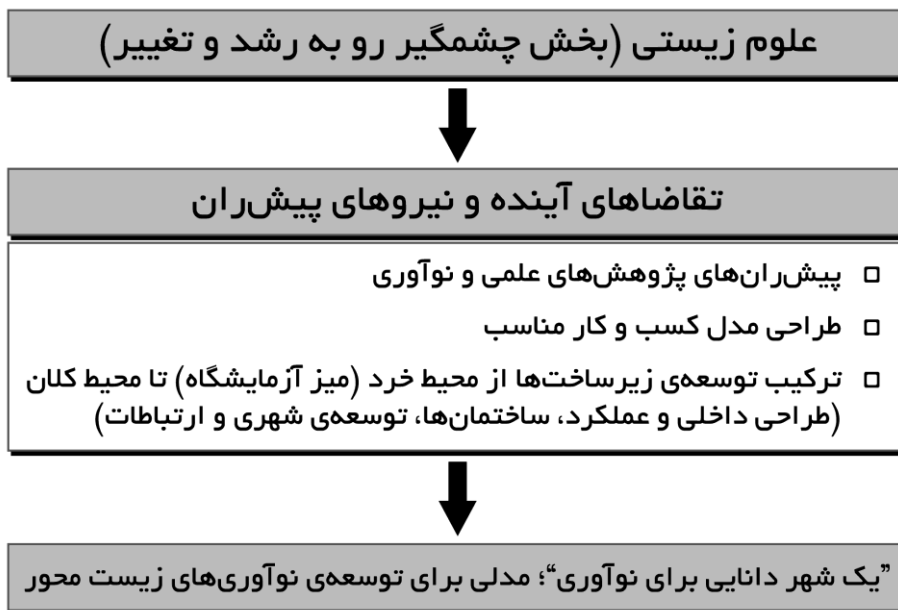 علوم زیستی (بخش چشمگیر رو به رشد و تغییر)
تقاضاهای آینده و نیروهای پیش‌ران
پیش‌ران‌های پژوهش‌های علمی و نوآوری
طراحی مدل کسب و کار مناسب
ترکیب توسعه‌ی زیرساخت‌ها از محیط خرد (میز آزمایشگاه) تا محیط کلان
(طراحی داخلی و عملکرد، ساختمان‌ها، توسعه‌ی شهری و ارتباطات)
”یک شهر دانایی برای نوآوری“؛ مدلی برای توسعه‌ی نوآوری‌های زیست محور